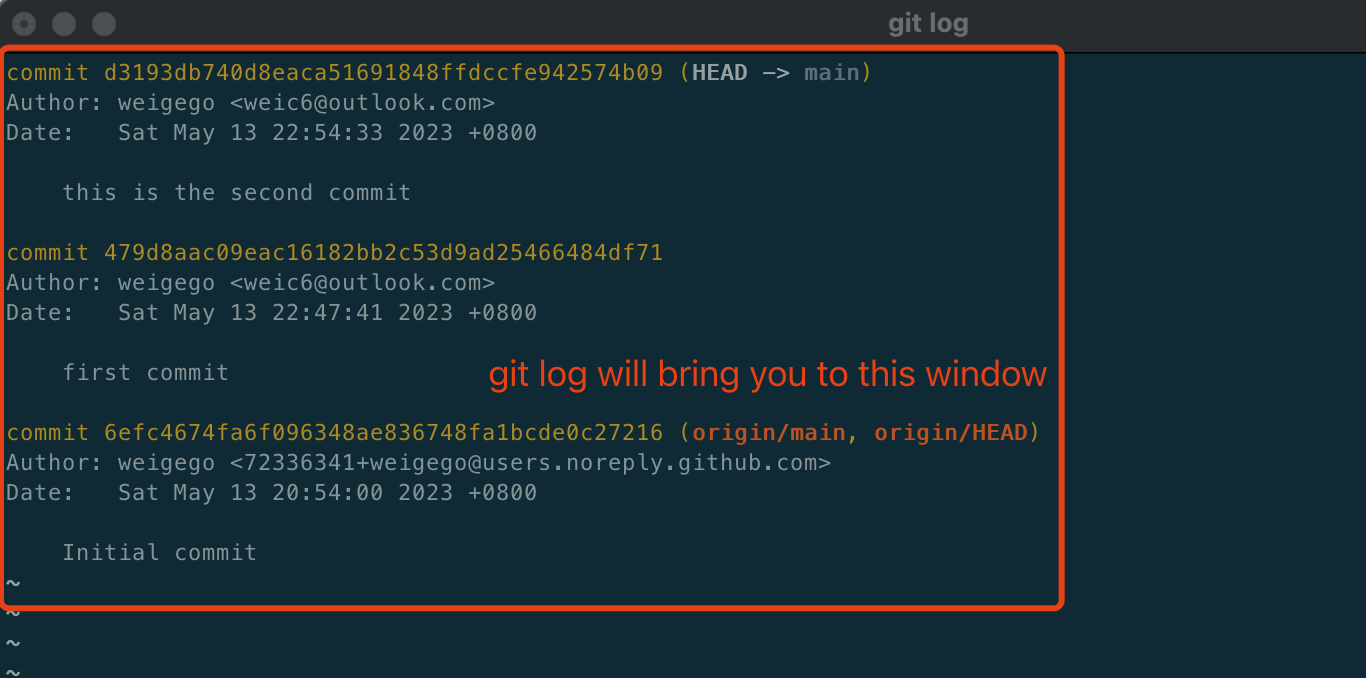 git log
commit d3193db740d8eaca51691848ffdccfe942574b09 (HEAD -> main)
Author: weigego <weic6@outlook.com>
Date:   Sat May 13 22:54:33 2023 +0800
    this is the second commit
commit 479d8aac09eac16182bb2c53d9ad25466484df71
Author: weigego <weic6@outlook.com>
Date:   Sat May 13 22:47:41 2023 +0800
    first commit
git log will bring you to this window
commit 6efc4674fa6f096348ae836748fa1bcde0c27216 (origin/main, origin/HEAD)
Author: weigego <72336341+weigego@users.noreply.github.com>
Date:   Sat May 13 20:54:00 2023 +0800
    Initial commit
~
~
~
~